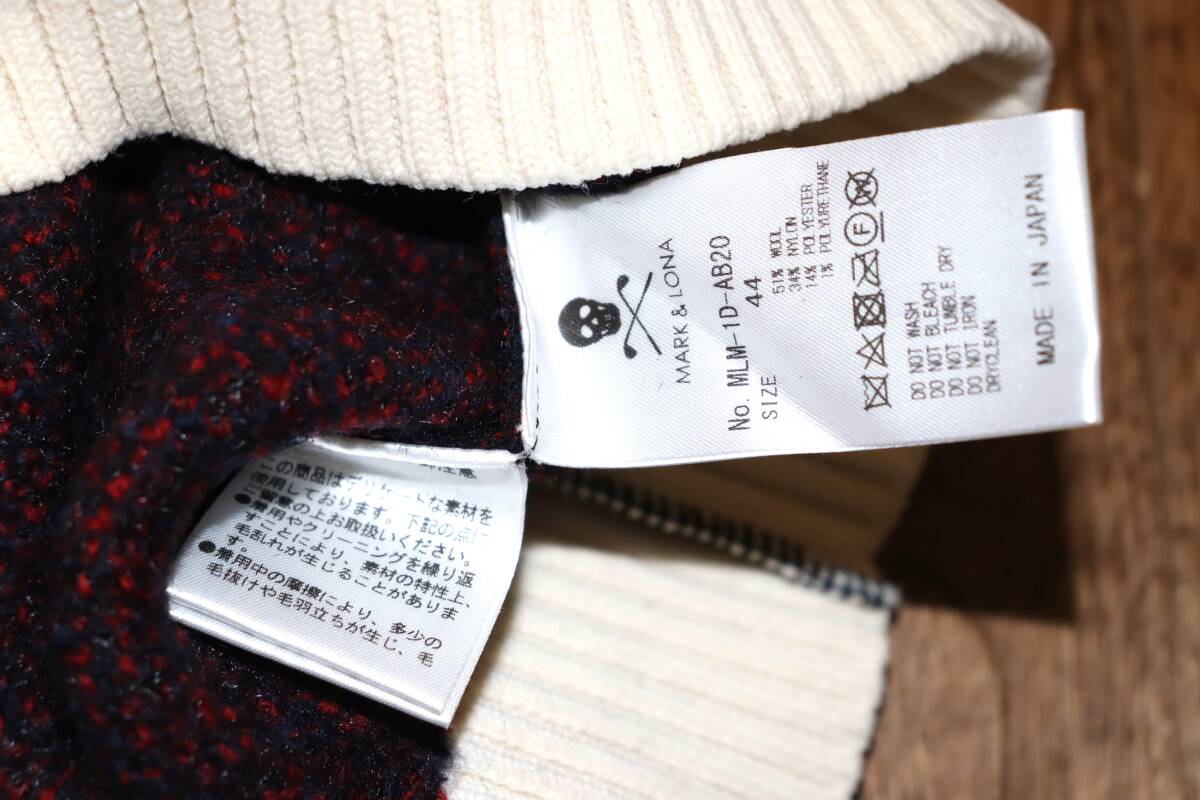 MARK & LONA
No. MLM-1D-AB20
SIZE 44
51% WOOL
34% NYLON
14% POLYESTER
1% POLYURETHANE
F W
DO NOT WASH
DO NOT BLEACH
DO NOT TUMBLE DRY
DO NOT IRON
DRYCLEAN
MADE IN JAPAN
この商品はデリケートな素材を
使用しております。下記の点に
ご留意の上お取扱いください。
●着用やクリーニングを繰り返
すことにより、素材の特性上、
毛乱れが生じることがありま
す。
●着用中の摩擦により、多少の
毛抜けや毛羽立ちが生じ、毛